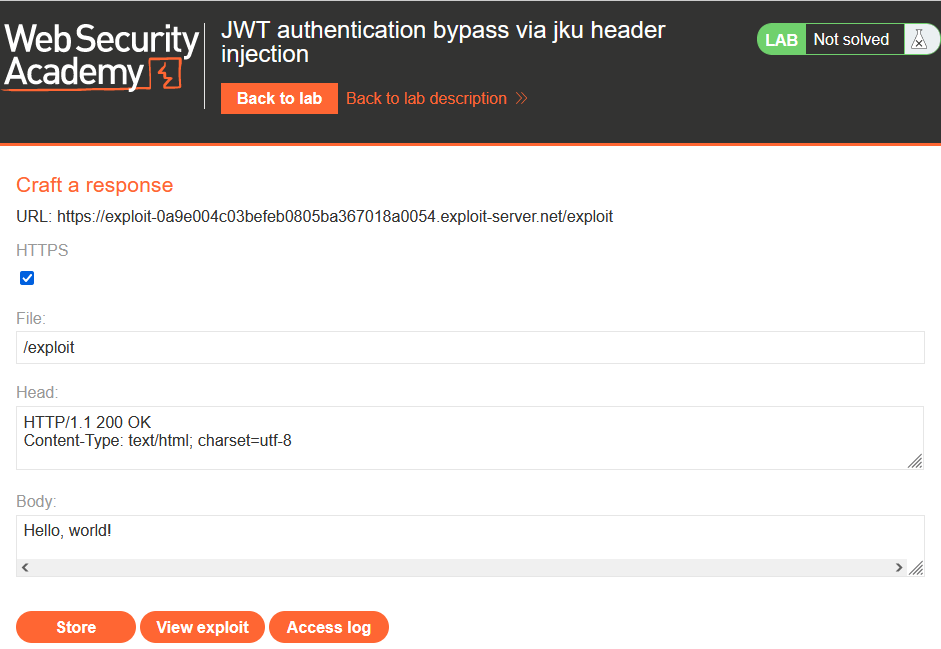 Web Security
Academy
JWT authentication bypass via jku header
injection
Back to lab
Back to lab description
LAB
Not solved
Craft a response
URL: https://exploit-0a9e004c03befeb0805ba367018a0054.exploit-server.net/exploit
HTTPS
File:
/exploit
Head:
HTTP/1.1 200 OK
Content-Type: text/html; charset=utf-8
Body:
Hello, world!
Store
View exploit
Access log